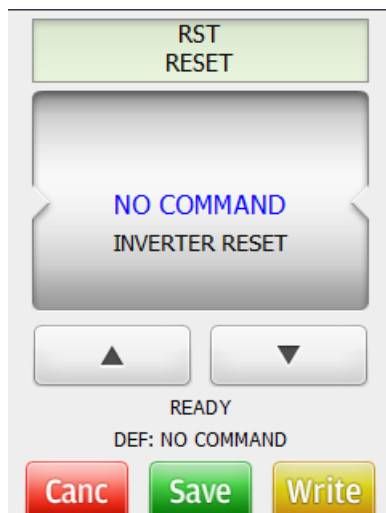 RST
RESET
NO COMMAND
INVERTER RESET
READY
DEF: NO COMMAND
Canc Save Write